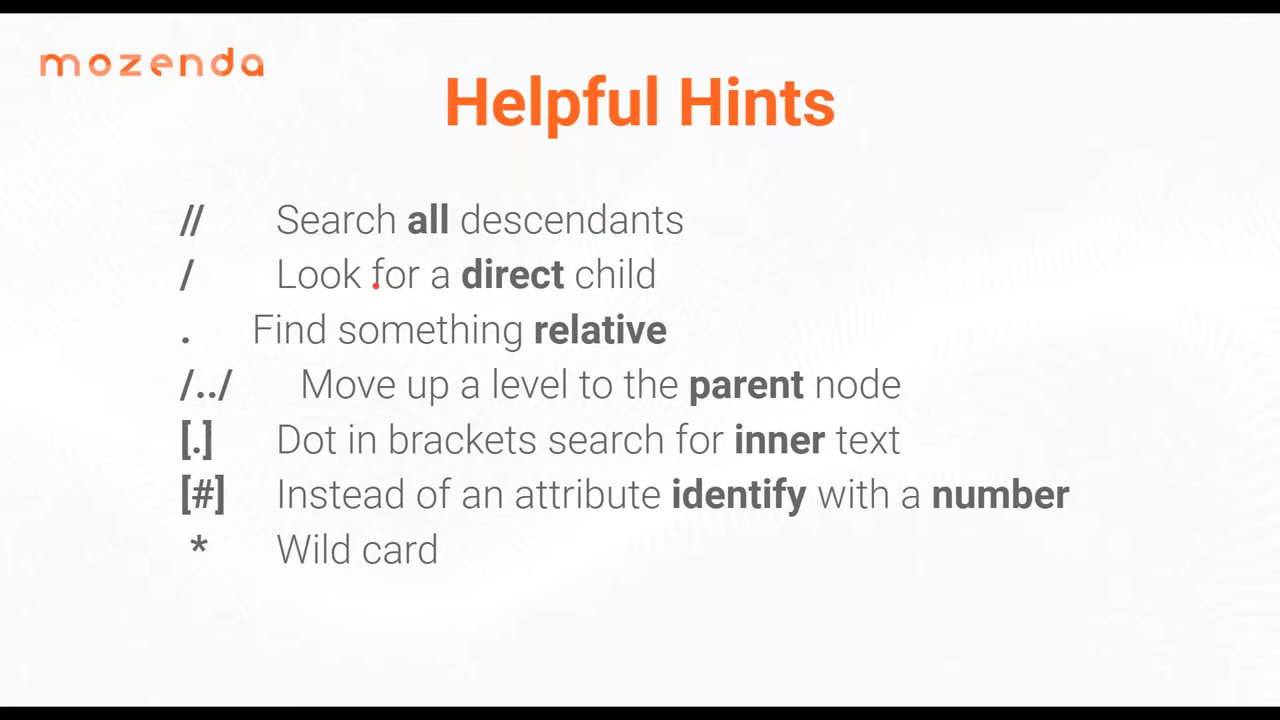 mozenda
Helpful Hints
// Search all descendants
/ Look for a direct child
. Find something relative
/../ Move up a level to the parent node
[.] Dot in brackets search for inner text
[#] Instead of an attribute identify with a number
* Wild card